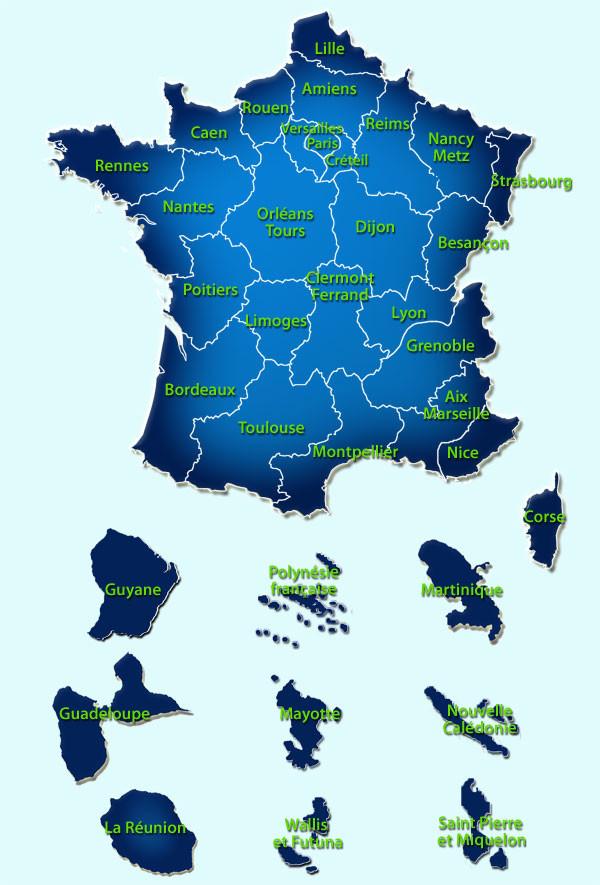 Lille
Amiens
Rouen
Caen
Versailles
Paris
Créteil
Reims
Nancy
Metz
Strasbourg
Rennes
Nantes
Orléans
Tours
Dijon
Besançon
Poitiers
Clermont
Ferrand
Limoges
Lyon
Grenoble
Bordeaux
Aix
Marseille
Toulouse
Montpellier
Nice
Corse
Guyane
Polynésie
française
Martinique
Guadeloupe
Mayotte
Nouvelle
Calédonie
La Réunion
Wallis
et Futuna
Saint Pierre
et Miquelon